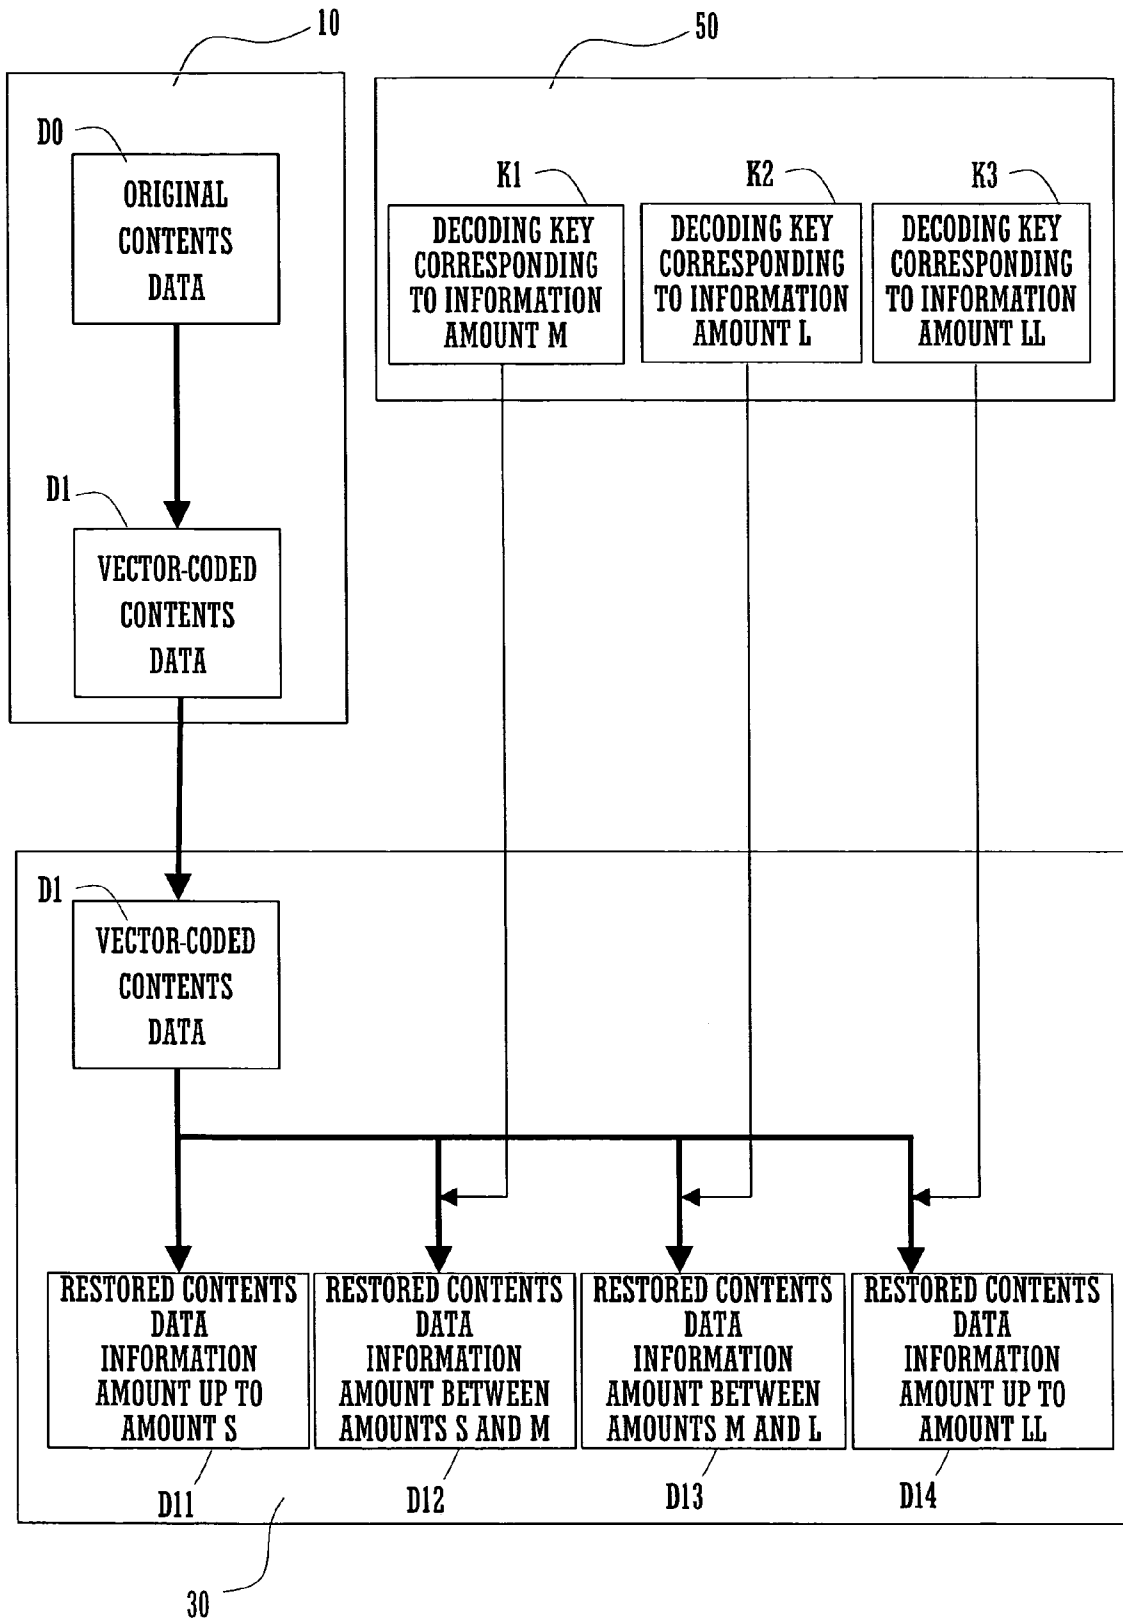 10
50
D0
ORIGINAL
CONTENTS
DATA
K1
DECODING KEY
CORRESPONDING
TO INFORMATION
AMOUNT M
K2
DECODING KEY
CORRESPONDING
TO INFORMATION
AMOUNT L
K3
DECODING KEY
CORRESPONDING
TO INFORMATION
AMOUNT LL
D1
VECTOR-CODED
CONTENTS
DATA
D1
VECTOR-CODED
CONTENTS
DATA
RESTORED CONTENTS
DATA
INFORMATION
AMOUNT UP TO
AMOUNT S
RESTORED CONTENTS
DATA
INFORMATION
AMOUNT BETWEEN
AMOUNTS S AND M
RESTORED CONTENTS
DATA
INFORMATION
AMOUNT BETWEEN
AMOUNTS M AND L
RESTORED CONTENTS
DATA
INFORMATION
AMOUNT UP TO
AMOUNT LL
D11
D12
D13
D14
30